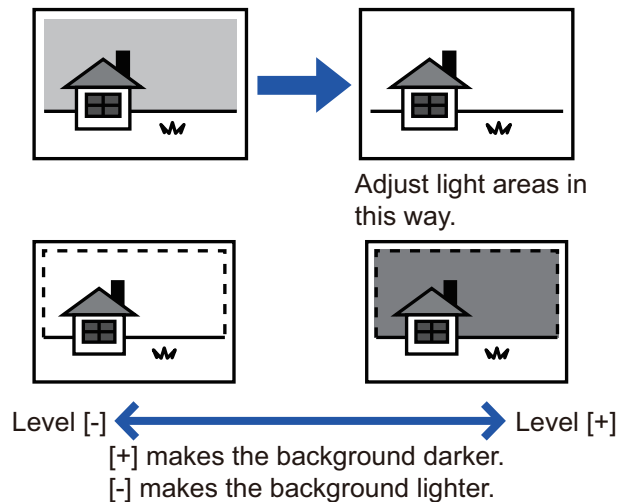 Adjust light areas in
this way.
Level [-]
Level [+]
[+] makes the background darker.
[-] makes the background lighter.